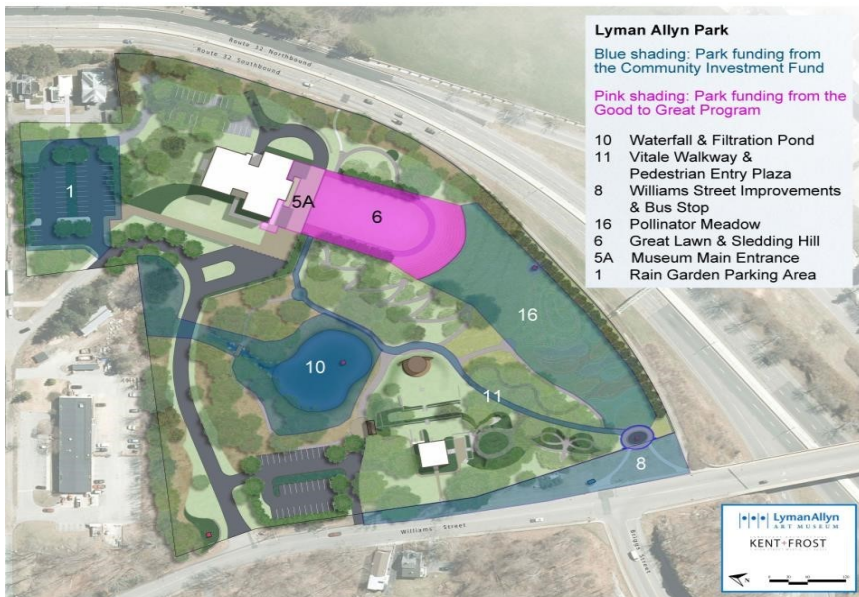 Lyman Allyn Park
Blue shading: Park funding from
the Community Investment Fund
Pink shading: Park funding from the
Good to Great Program
10 Waterfall & Filtration Pond
11 Vitale Walkway &
Pedestrian Entry Plaza
8 Williams Street Improvements
& Bus Stop
16 Pollinator Meadow
6 Great Lawn & Sledding Hill
5A Museum Main Entrance
1 Rain Garden Parking Area
Route 32 Northbound
Route 32 Southbound
1
5A
6
16
10
11
8
Williams Street
Briggs Street
LymanAllyn
ART MUSEUM
KENT+FROST
N